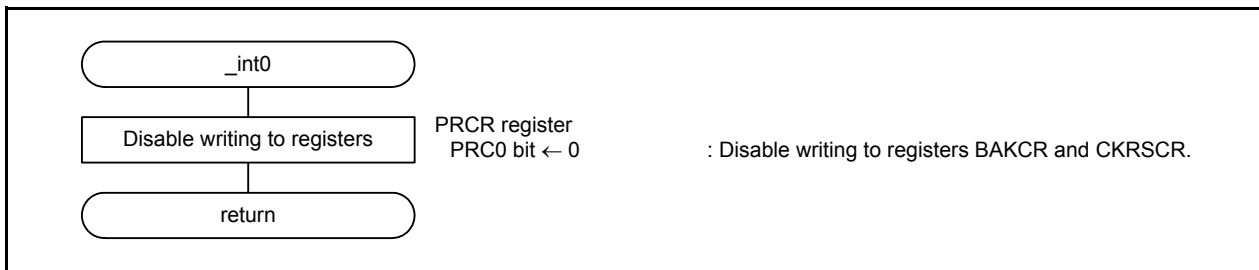 _int0
Disable writing to registers
PRCR register
PRC0 bit ← 0 : Disable writing to registers BAKCR and CKRSCR.
return